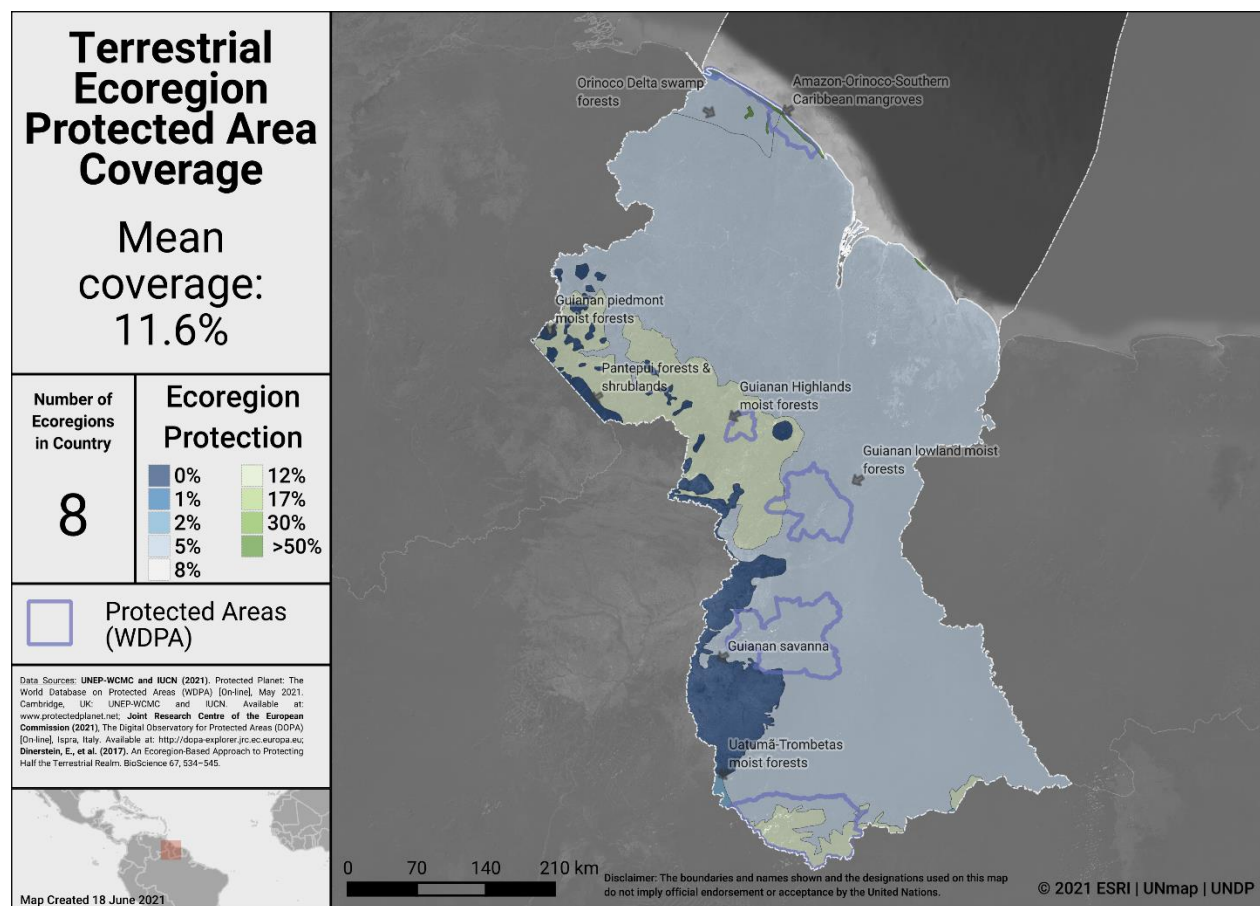 Terrestrial
Ecoregion
Protected Area
Coverage
Mean
coverage:
11.6%
Number of
Ecoregions
in Country
8
Ecoregion
Protection
0%
1%
2%
5%
8%
12%
17%
30%
>50%
Protected Areas
(WDPA)
Data Sources: UNEP-WCMC and IUCN (2021). Protected Planet: The
World Database on Protected Areas (WDPA) [On-line], May 2021.
Cambridge, UK: UNEP-WCMC and IUCN. Available at:
www.protectedplanet.net; Joint Research Centre of the European
Commission (2021), The Digital Observatory for Protected Areas (DOPA)
[On-line], Ispra, Italy. Available at: http://dopa-explorer.jrc.ec.europa.eu;
Dinerstein, E., et al. (2017). An Ecoregion-Based Approach to Protecting
Half the Terrestrial Realm. BioScience 67, 534–545.
Map Created 18 June 2021
Orinoco Delta swamp
forests
Amazon-Orinoco-Southern
Caribbean mangroves
Guianan piedmont
moist forests
Pantepui forests &
shrublands
Guianan Highlands
moist forests
Guianan lowland moist
forests
Guianan savanna
Uatumã-Trombetas
moist forests
0 70 140 210 km
Disclaimer: The boundaries and names shown and the designations used on this map
do not imply official endorsement or acceptance by the United Nations.
© 2021 ESRI | UNmap | UNDP